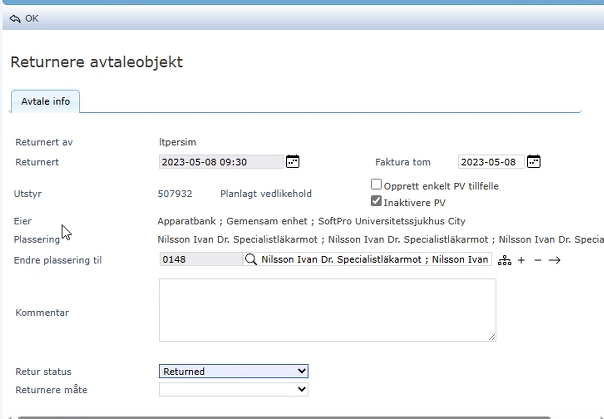 OK
Returnere avtaleobjekt
Avtale info
Returnert av ltpersim
Returnert 2023-05-08 09:30 Faktura tom 2023-05-08
Utstyr 507932 Planlagt vedlikehold Opprett enkelt PV tillfelle
Inaktivere PV
Eier Apparatbank ; Gemensam enhet ; SoftPro Universitetssjukhus City
Plassering Nilsson Ivan Dr. Specialistläkarmot ; Nilsson Ivan Dr. Specialistläkarmot ; Nilsson Ivan Dr. Specia
Endre plassering til 0148 Nilsson Ivan Dr. Specialistläkarmot ; Nilsson Ivan
Kommentar
Retur status Returned
Returnere måte